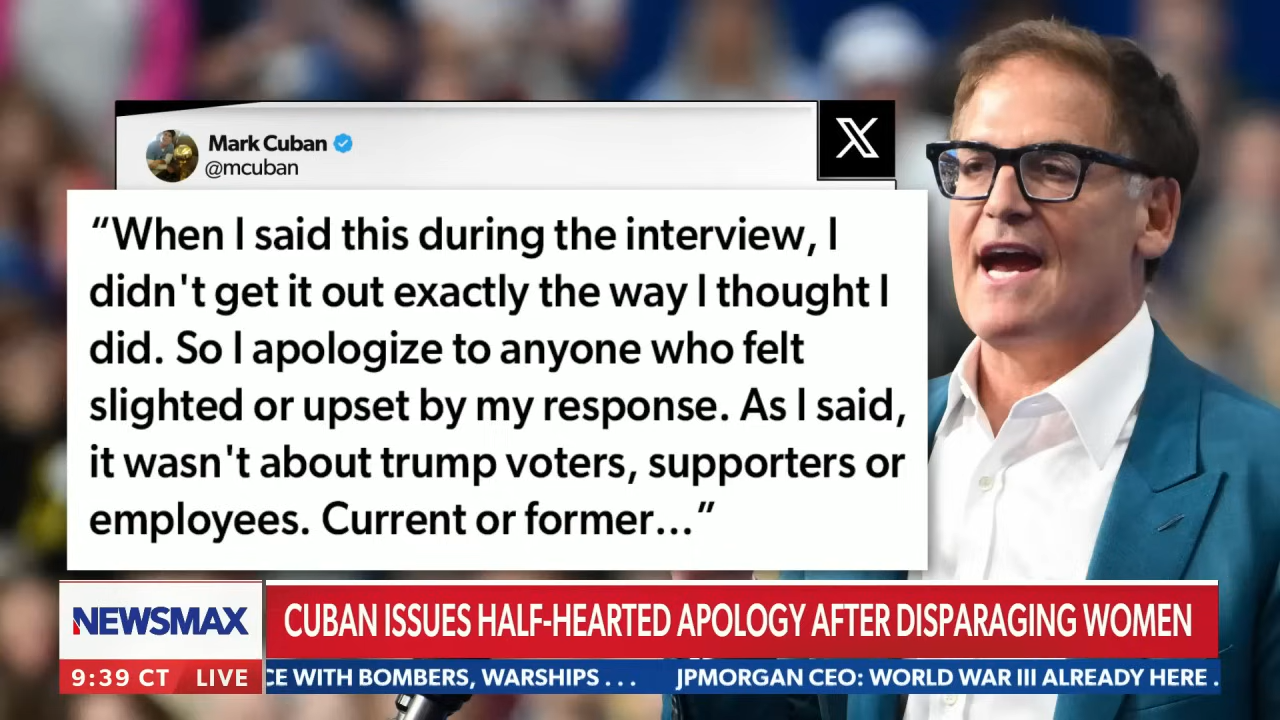 Mark Cuban
@mcuban
X
“When I said this during the interview, I
didn't get it out exactly the way I thought I
did. So I apologize to anyone who felt
slighted or upset by my response. As I said,
it wasn't about trump voters, supporters or
employees. Current or former...”
NEWSMAX
CUBAN ISSUES HALF-HEARTED APOLOGY AFTER DISPARAGING WOMEN
9:39 CT LIVE
CE WITH BOMBERS, WARSHIPS . . . JPMORGAN CEO: WORLD WAR III ALREADY HERE .